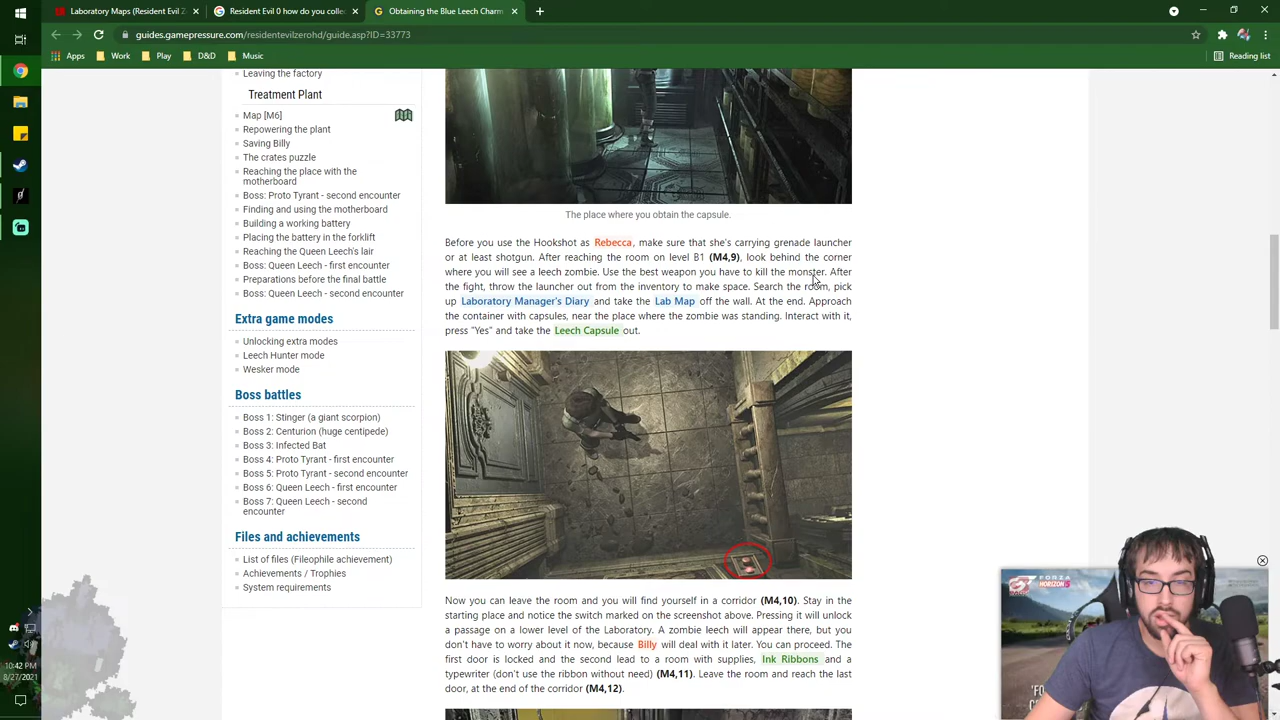 Laboratory Maps (Resident Evil Z
Resident Evil 0 how do you colle
Obtaining the Blue Leech Charm
guides.gamepressure.com/residentevilzerohd/guide.asp?ID=33773
Apps
Work
Play
D&D
Music
Reading list
Leaving the factory
Treatment Plant
Map [M6]
Repowering the plant
Saving Billy
The crates puzzle
Reaching the place with the
motherboard
Boss: Proto Tyrant - second encounter
Finding and using the motherboard
Building a working battery
Placing the battery in the forklift
Reaching the Queen Leech's lair
Boss: Queen Leech - first encounter
Preparations before the final battle
Boss: Queen Leech - second encounter
Extra game modes
Unlocking extra modes
Leech Hunter mode
Wesker mode
Boss battles
Boss 1: Stinger (a giant scorpion)
Boss 2: Centurion (huge centipede)
Boss 3: Infected Bat
Boss 4: Proto Tyrant - first encounter
Boss 5: Proto Tyrant - second encounter
Boss 6: Queen Leech - first encounter
Boss 7: Queen Leech - second
encounter
Files and achievements
List of files (Fileophile achievement)
Achievements / Trophies
System requirements
The place where you obtain the capsule.
Before you use the Hookshot as Rebecca, make sure that she's carrying grenade launcher
or at least shotgun. After reaching the room on level B1 (M4,9), look behind the corner
where you will see a leech zombie. Use the best weapon you have to kill the monster. After
the fight, throw the launcher out from the inventory to make space. Search the room, pick
up Laboratory Manager's Diary and take the Lab Map off the wall. At the end. Approach
the container with capsules, near the place where the zombie was standing. Interact with it,
press "Yes" and take the Leech Capsule out.
Now you can leave the room and you will find yourself in a corridor (M4,10). Stay in the
starting place and notice the switch marked on the screenshot above. Pressing it will unlock
a passage on a lower level of the Laboratory. A zombie leech will appear there, but you
don't have to worry about it now, because Billy will deal with it later. You can proceed. The
first door is locked and the second lead to a room with supplies, Ink Ribbons and a
typewriter (don't use the ribbon without need) (M4,11). Leave the room and reach the last
door, at the end of the corridor (M4,12).
FORZA
HORIZON 5
'FO
10:42 PM
8/27/2021